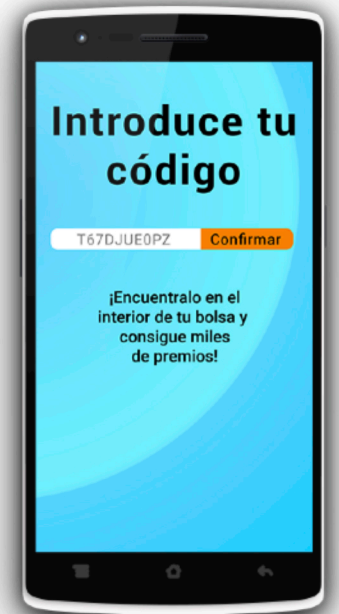 Introduce tu
código
T67DJUE0PZ Confirmar
¡Encuentralo en el
interior de tu bolsa y
consigue miles
de premios!